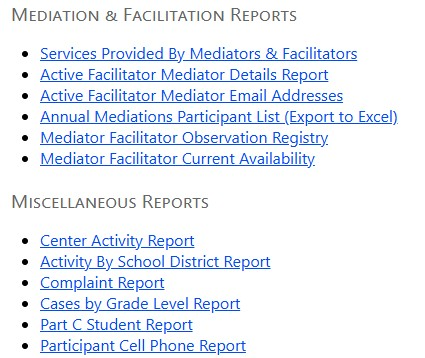 Mediation & Facilitation Reports
Services Provided By Mediators & Facilitators
Active Facilitator Mediator Details Report
Active Facilitator Mediator Email Addresses
Annual Mediations Participant List (Export to Excel)
Mediator Facilitator Observation Registry
Mediator Facilitator Current Availability
Miscellaneous Reports
Center Activity Report
Activity By School District Report
Complaint Report
Cases by Grade Level Report
Part C Student Report
Participant Cell Phone Report